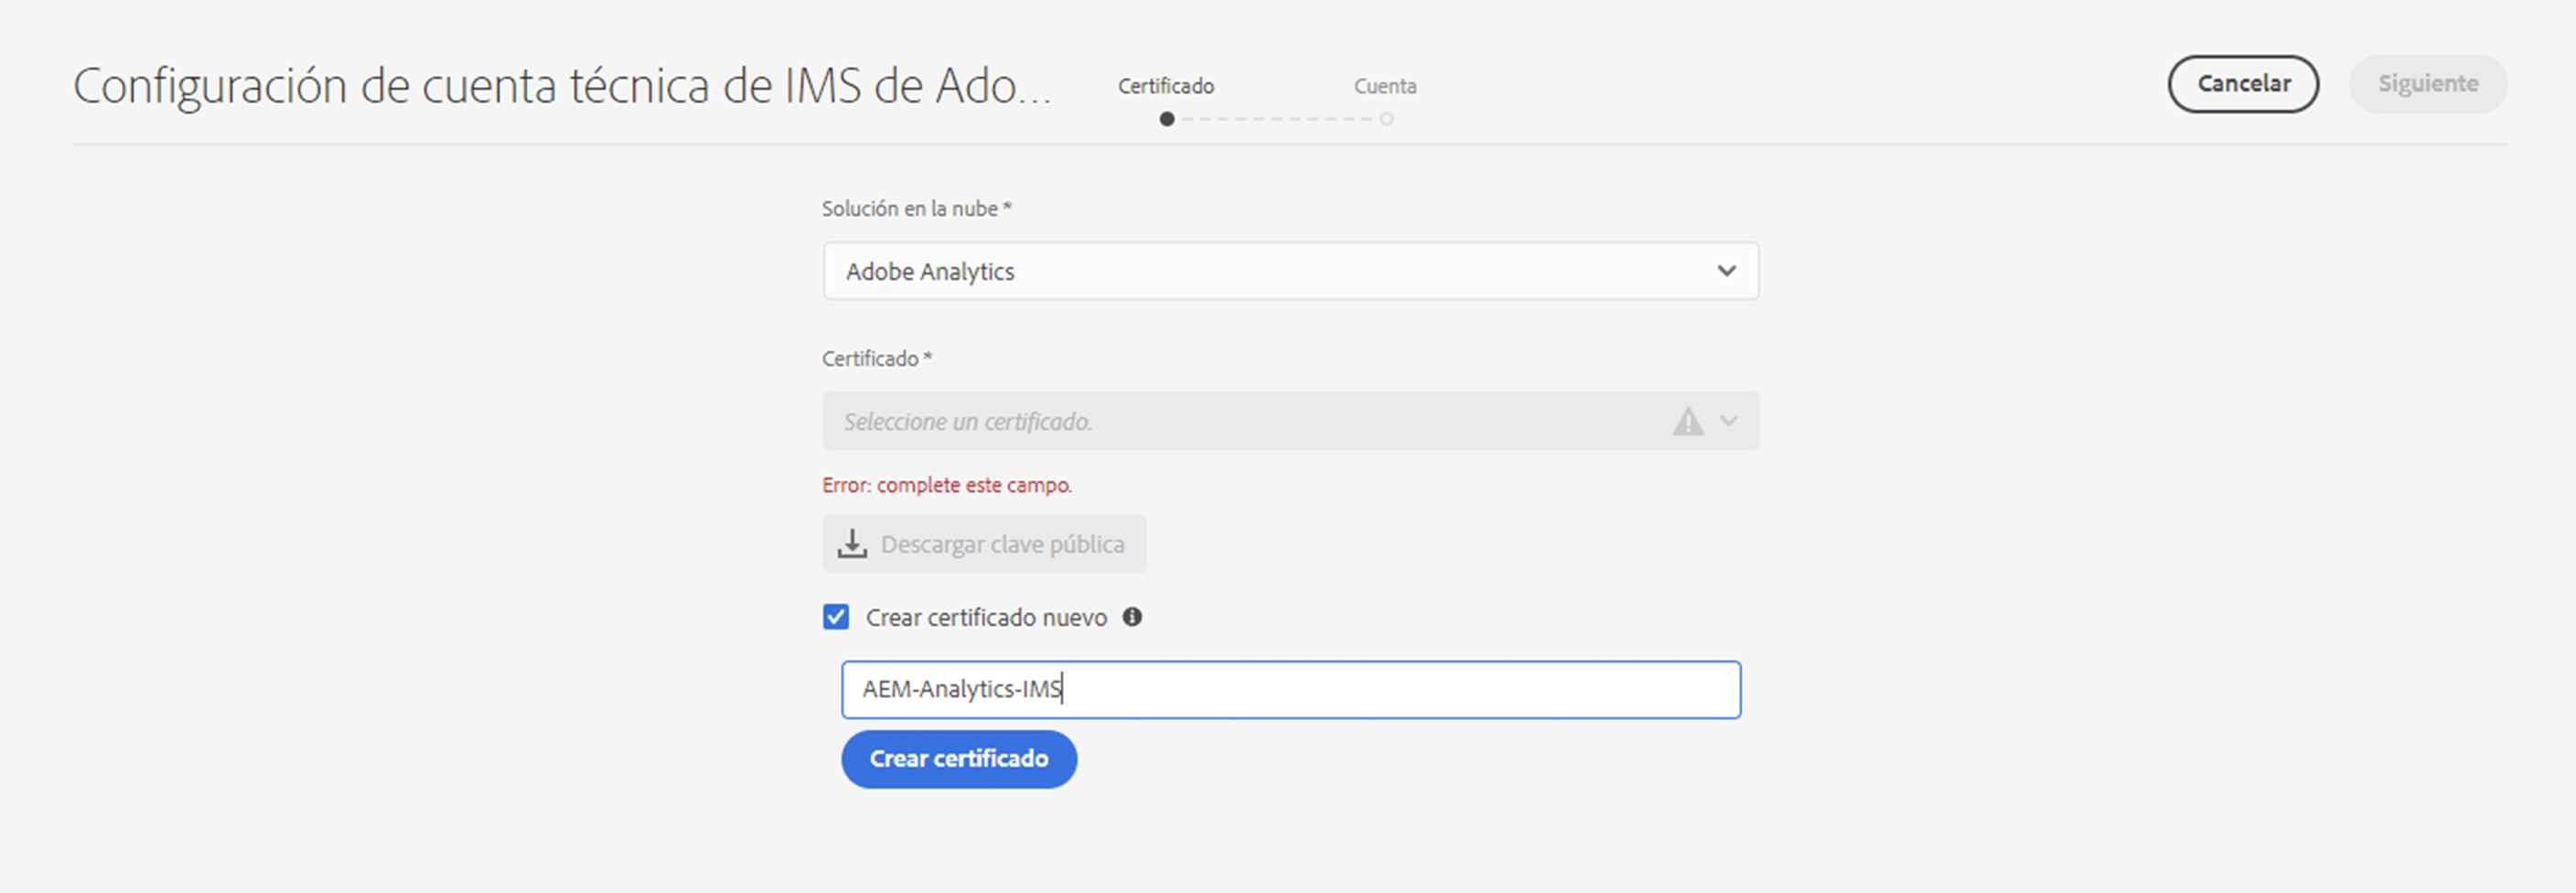 Configuración de cuenta técnica de IMS de Ado...
Certificado
Cuenta
Cancelar
Siguiente
Solución en la nube *
Adobe Analytics
Certificado *
Seleccione un certificado.
Error: complete este campo.
Descargar clave pública
Crear certificado nuevo
AEM-Analytics-IMS
Crear certificado